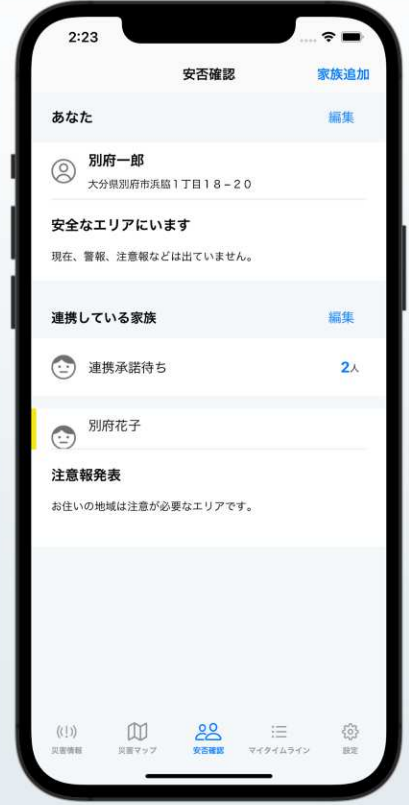 2:23
安否確認
家族追加
あなた
編集
別府一郎
大分県別府市浜脇1丁目18−20
安全なエリアにいます
現在、警報、注意報などは出ていません。
連携している家族
編集
連携承諾待ち
2人
別府花子
注意報発表
お住いの地域は注意が必要なエリアです。
災害情報
災害マップ
安否確認
マイタイムライン
設定